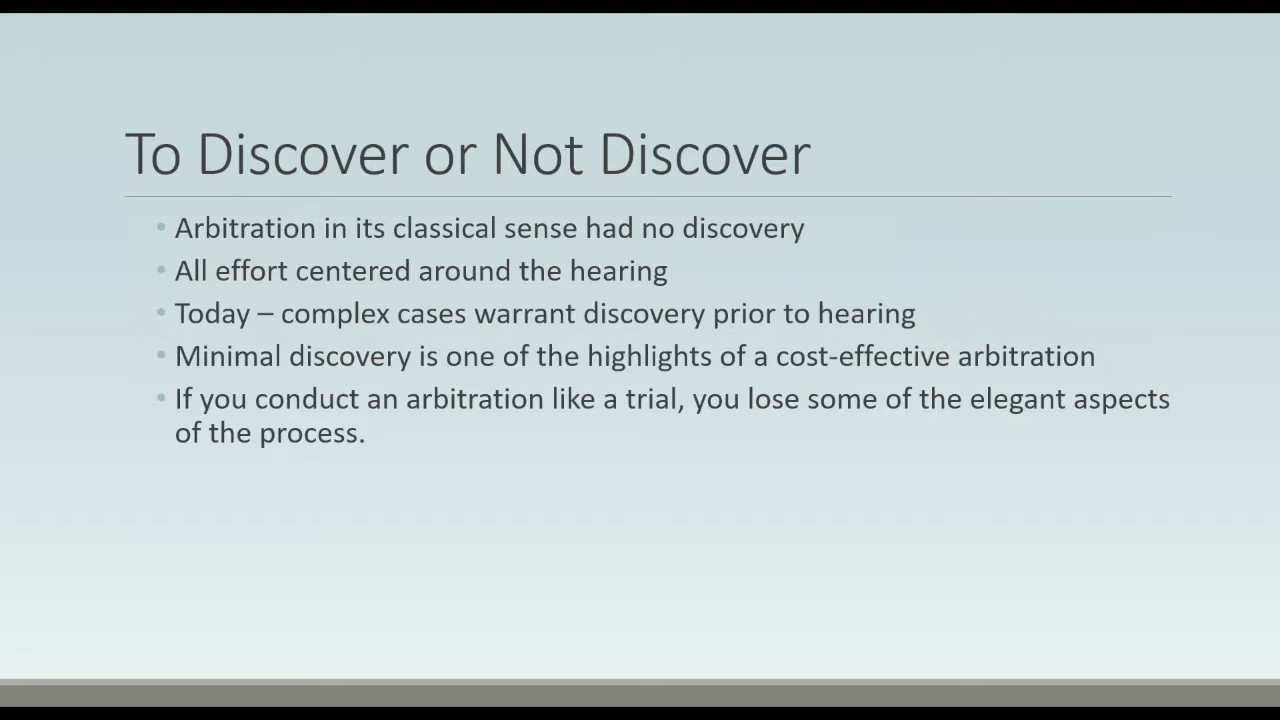 To Discover or Not Discover
• Arbitration in its classical sense had no discovery
• All effort centered around the hearing
• Today – complex cases warrant discovery prior to hearing
• Minimal discovery is one of the highlights of a cost-effective arbitration
• If you conduct an arbitration like a trial, you lose some of the elegant aspects
of the process.